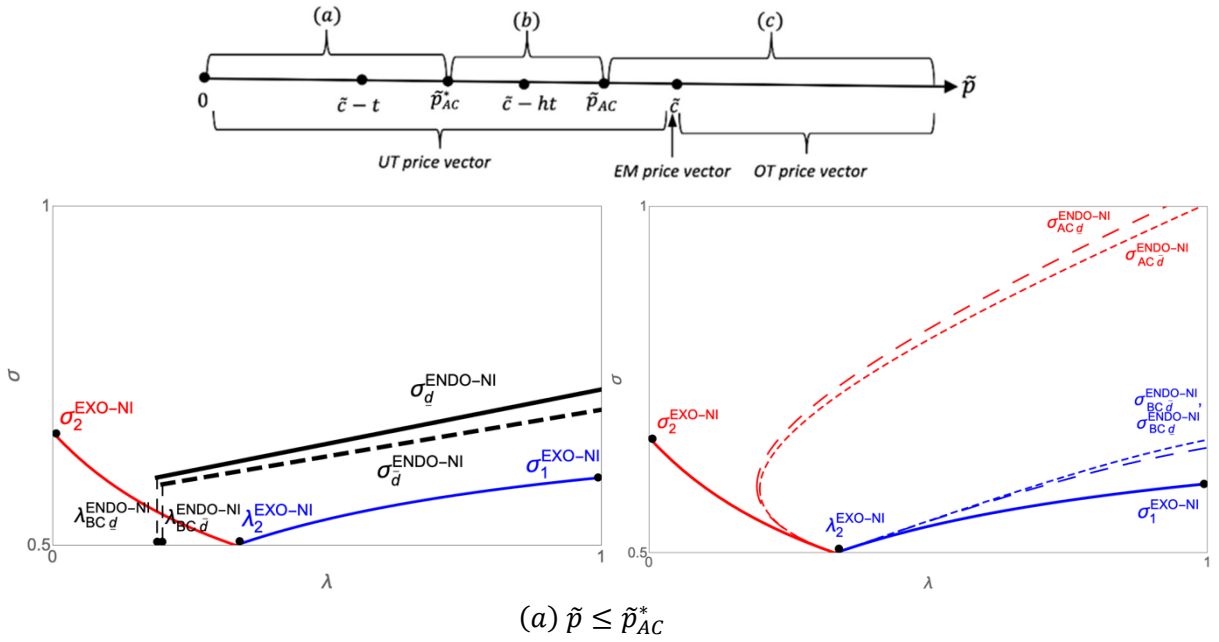 (a) (b) (c)
0 c̃ − t p̃*_AC c̃ − ht p̃_AC c̃ p̃
UT price vector EM price vector OT price vector
1
σ
σ_2^EXO−NI
σ_d̲^ENDO−NI
σ_d̄^ENDO−NI
σ_1^EXO−NI
λ_BC d̲^ENDO−NI λ_BC d̄^ENDO−NI λ_2^EXO−NI
0.5
0 1
λ
1
σ_AC d̲^ENDO−NI
σ_AC d̄^ENDO−NI
σ
σ_2^EXO−NI
σ_BC d̄^ENDO−NI,
σ_BC d̲^ENDO−NI
λ_2^EXO−NI
σ_1^EXO−NI
0.5
0 1
λ
(a) p̃ ≤ p̃*_AC